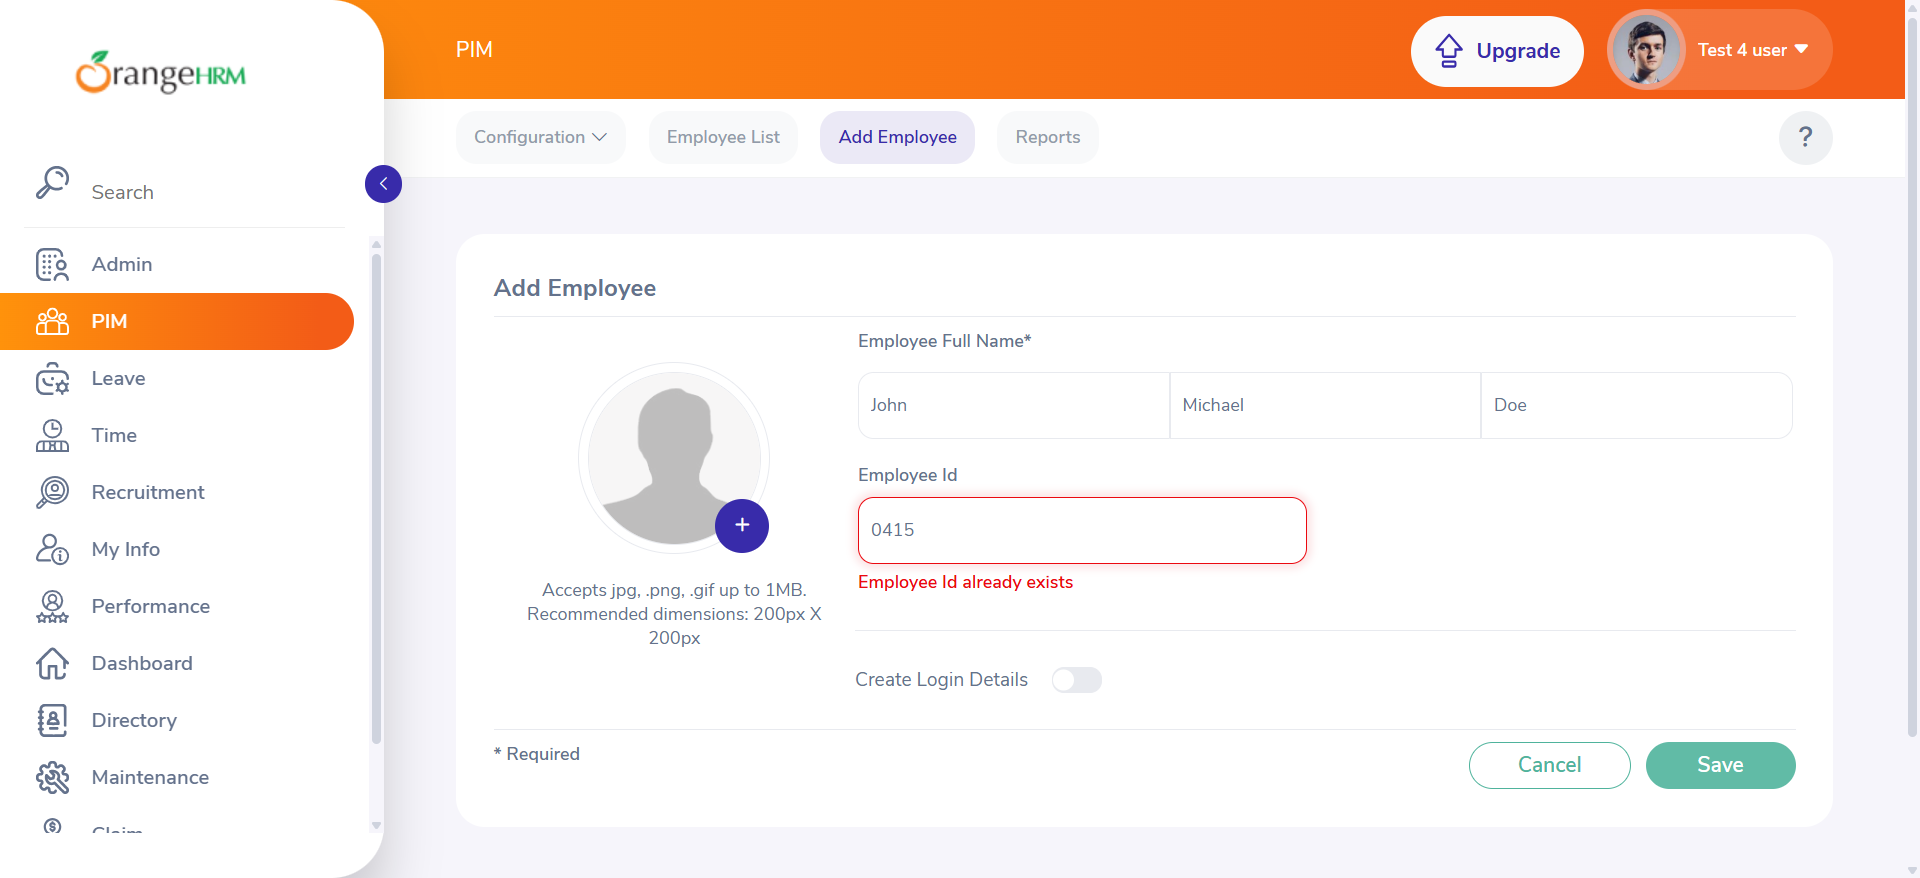 OrangeHRM
PIM
Upgrade
Test 4 user
Configuration
Employee List
Add Employee
Reports
?
Search
Admin
PIM
Leave
Time
Recruitment
My Info
Performance
Dashboard
Directory
Maintenance
Claim
Add Employee
Employee Full Name*
John
Michael
Doe
Employee Id
0415
Employee Id already exists
Accepts jpg, .png, .gif up to 1MB.
Recommended dimensions: 200px X
200px
Create Login Details
* Required
Cancel
Save